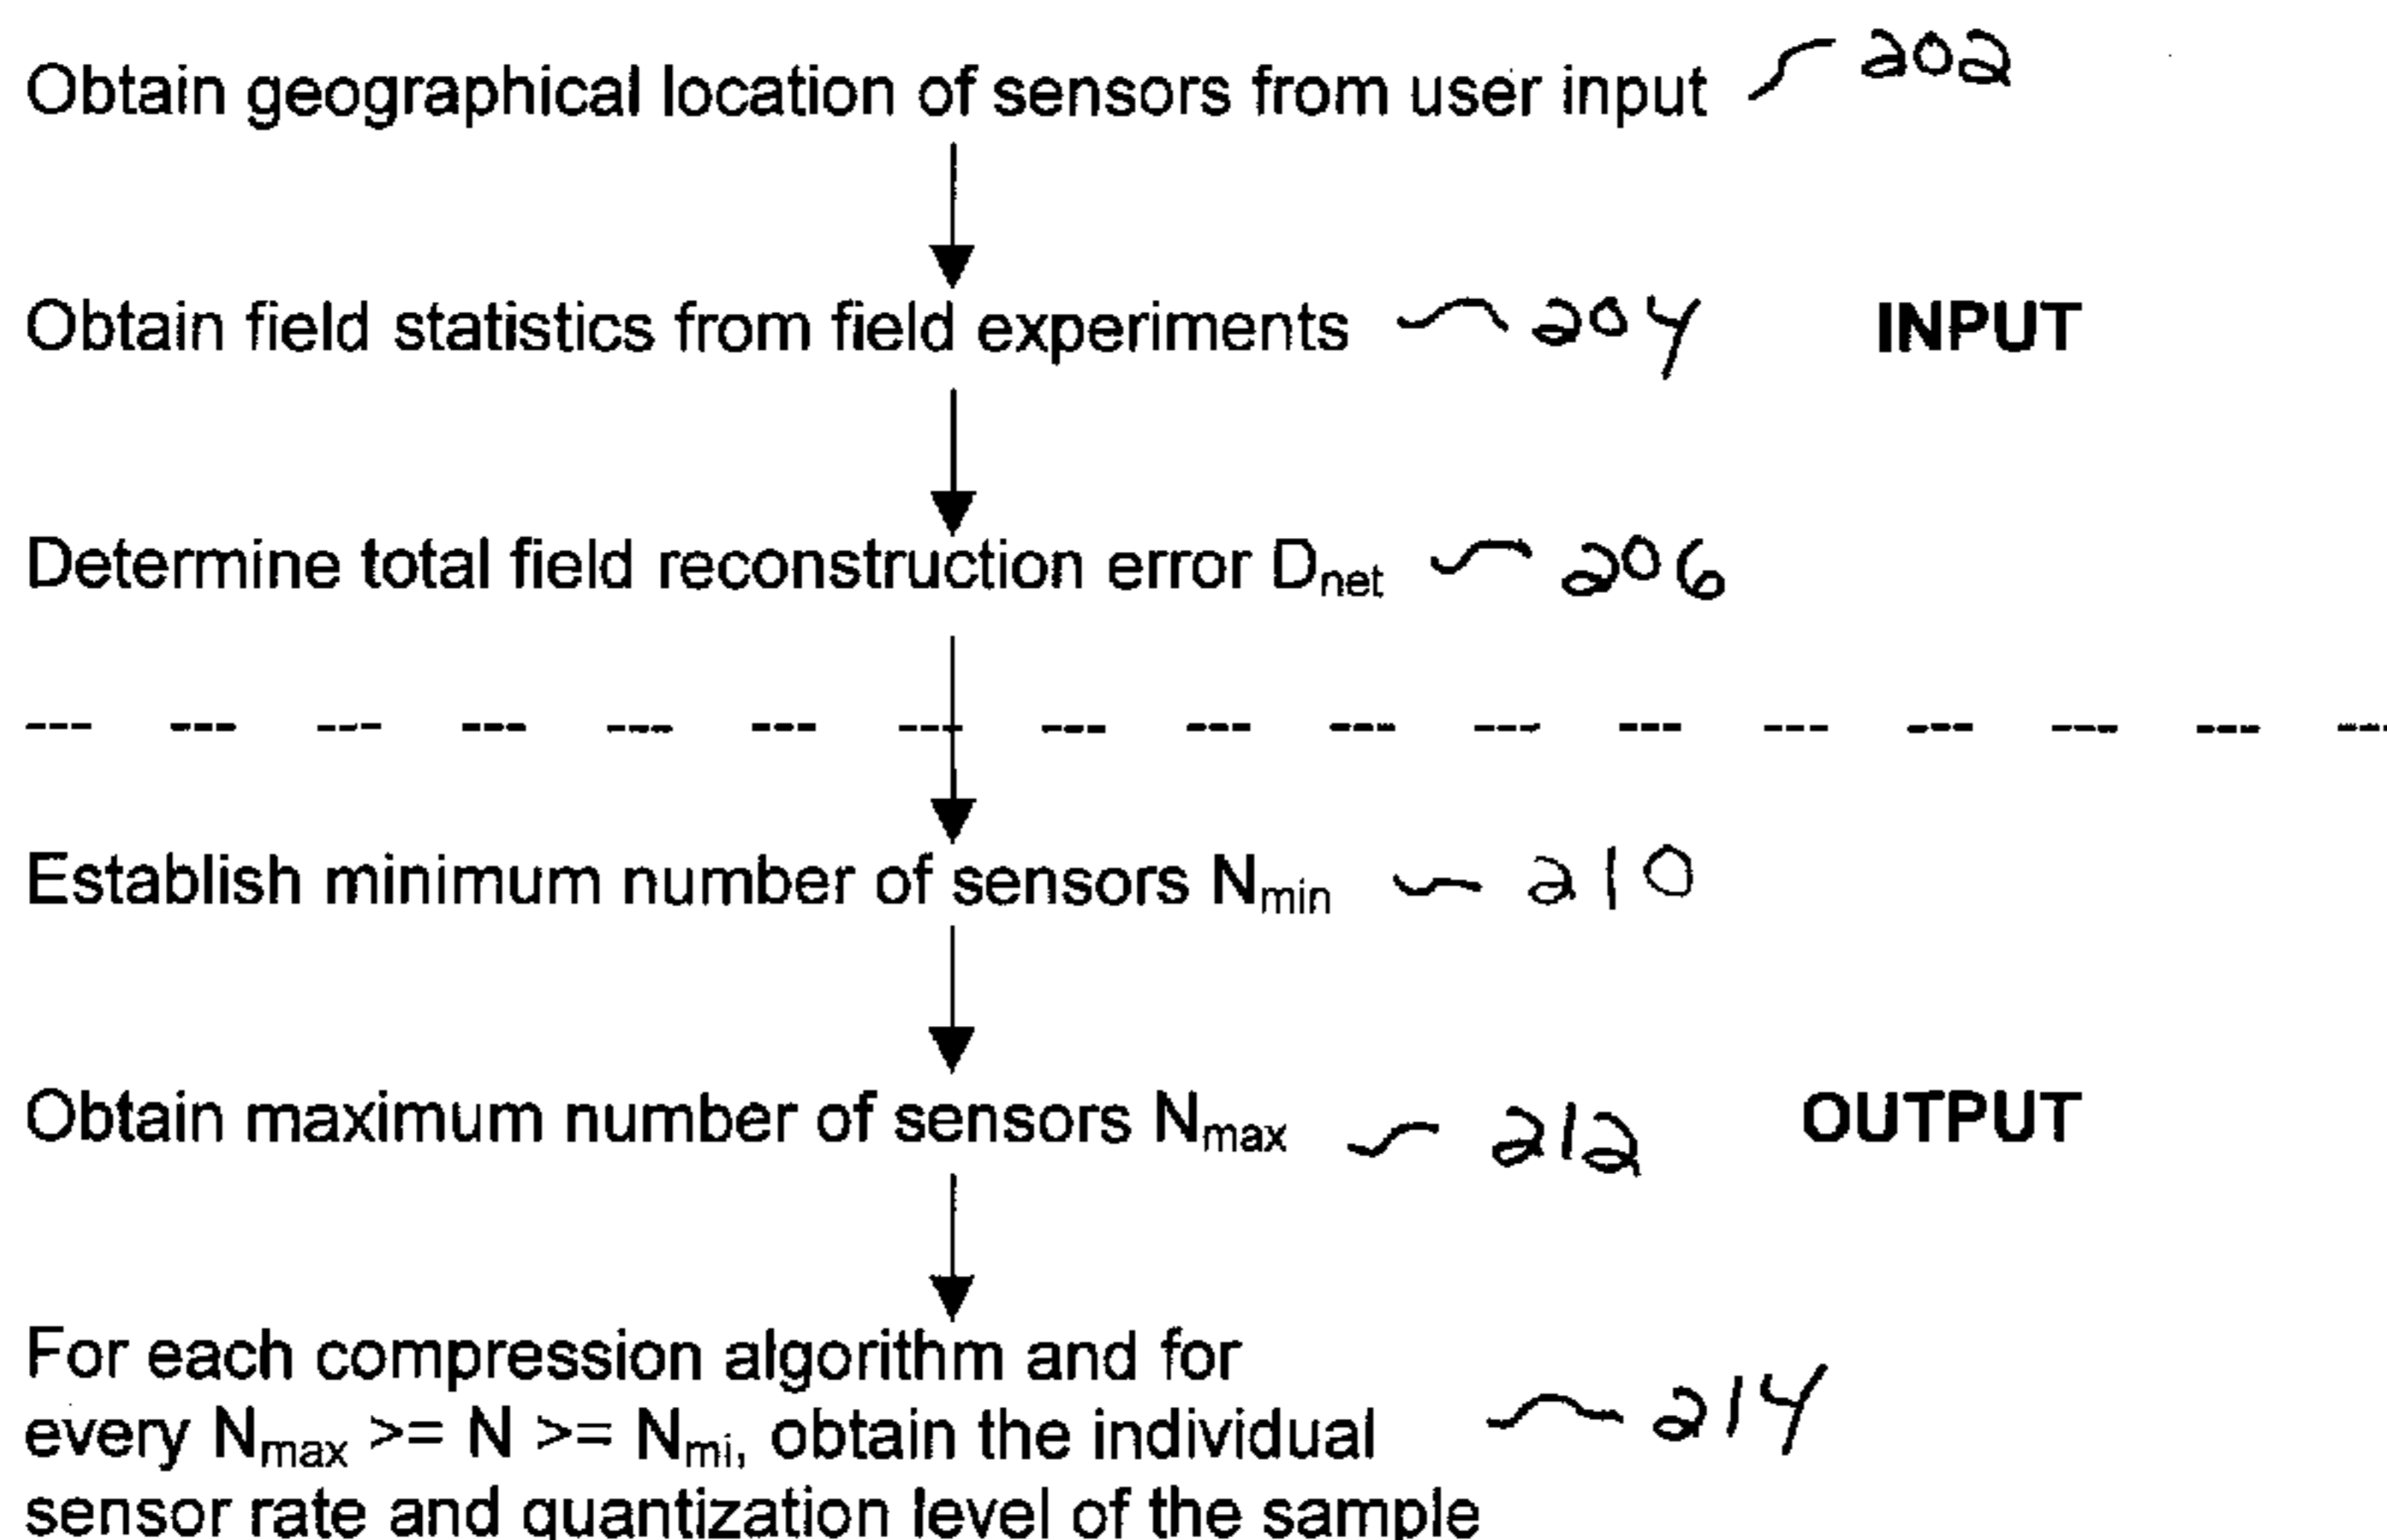 Obtain geographical location of sensors from user input 202
Obtain field statistics from field experiments 204 INPUT
Determine total field reconstruction error Dnet 206
Establish minimum number of sensors Nmin 210
Obtain maximum number of sensors Nmax 212 OUTPUT
For each compression algorithm and for
every Nmax >= N >= Nmi, obtain the individual 214
sensor rate and quantization level of the sample